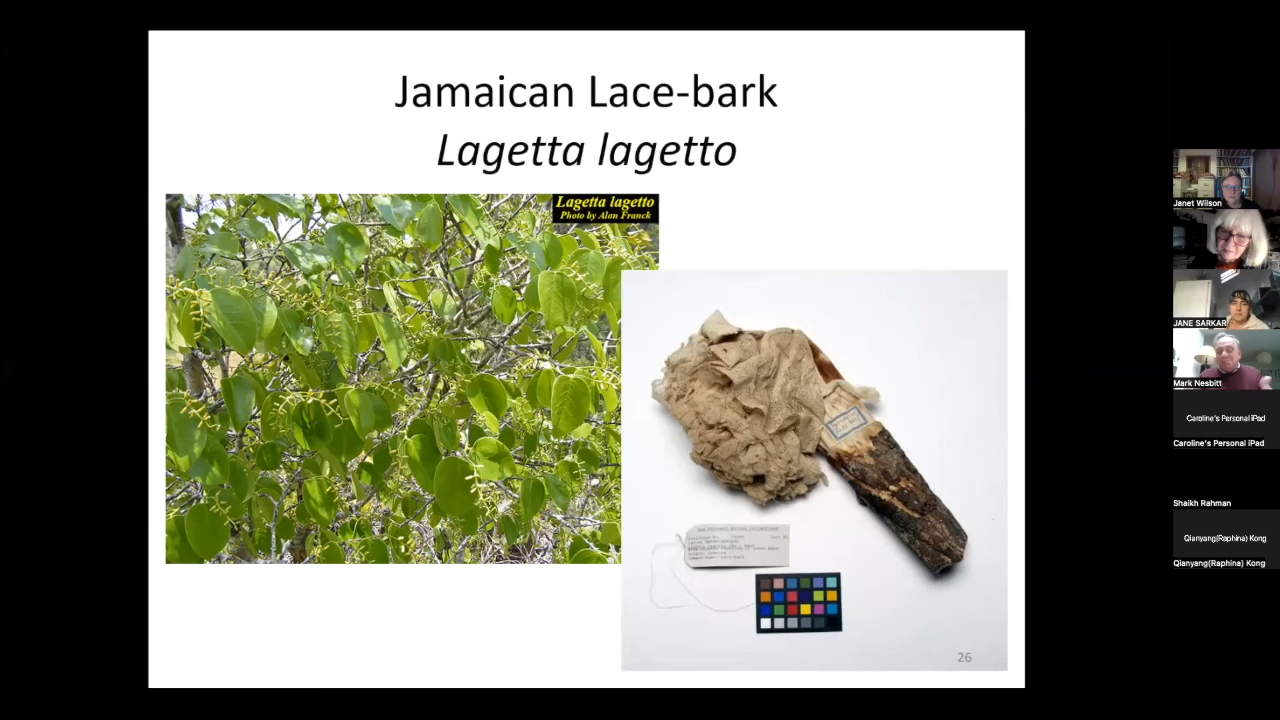 Jamaican Lace-bark
Lagetta lagetto
Lagetta lagetto
Photo by Alan Franck
26
Janet Wilson
JANE SARKAR
Mark Nesbitt
Caroline's Personal iPad
Caroline's Personal iPad
Shaikh Rahman
Qianyang(Raphina) Kong
Qianyang(Raphina) Kong